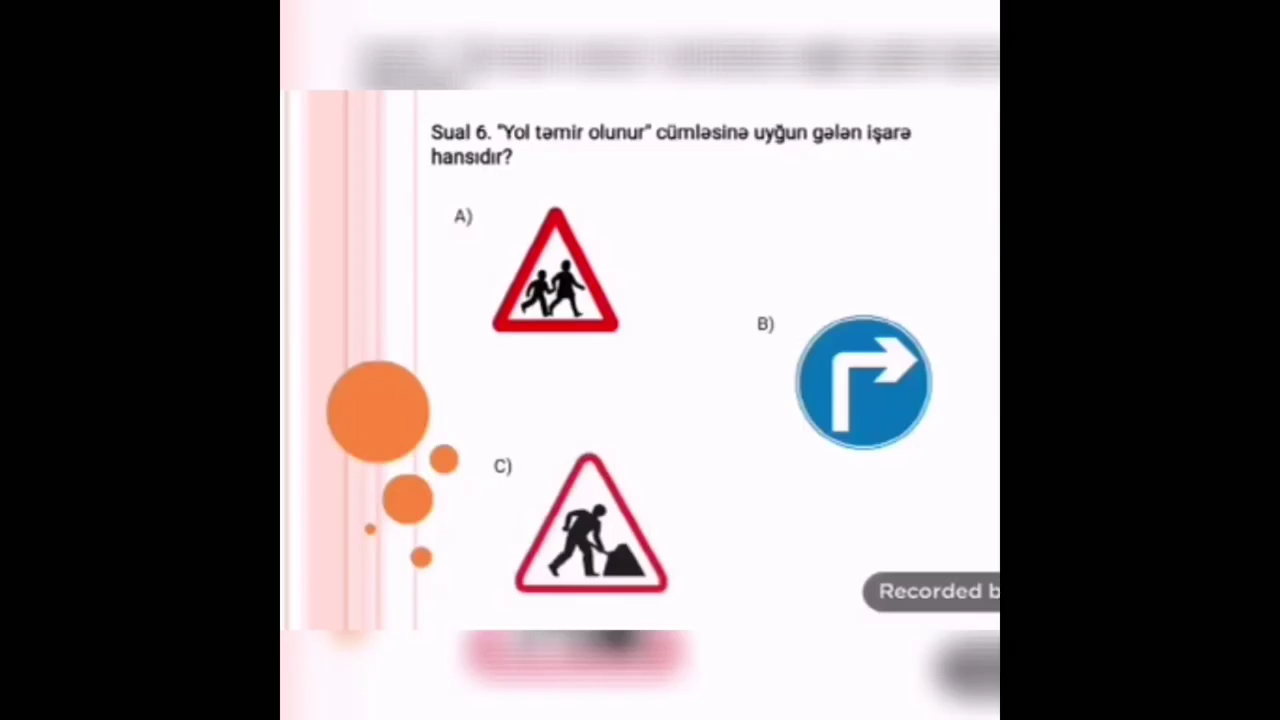 Sual 6. "Yol təmir olunur" cümləsinə uyğun gələn işarə
hansıdır?
A)
B)
C)
Recorded b